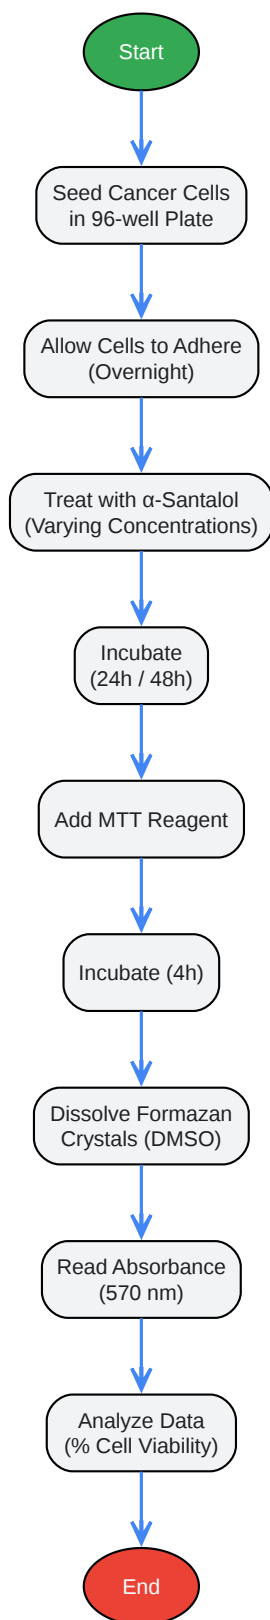 Start
Seed Cancer Cells
in 96-well Plate
Allow Cells to Adhere
(Overnight)
Treat with α-Santalol
(Varying Concentrations)
Incubate
(24h / 48h)
Add MTT Reagent
Incubate (4h)
Dissolve Formazan
Crystals (DMSO)
Read Absorbance
(570 nm)
Analyze Data
(% Cell Viability)
End